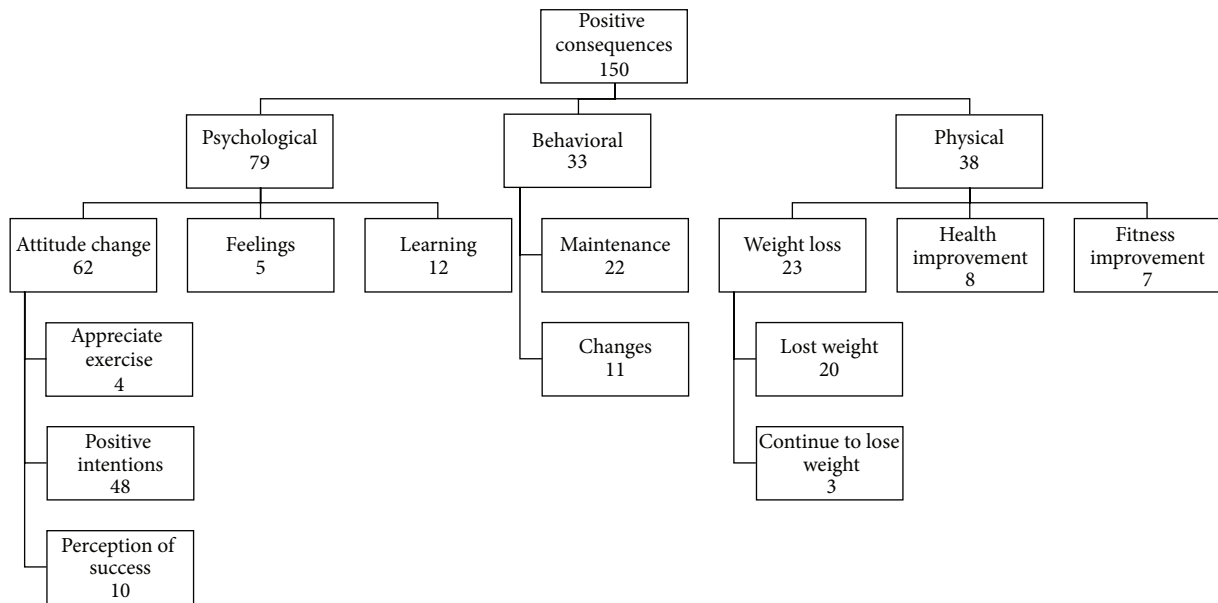 Positive
consequences
150
Psychological
79
Behavioral
33
Physical
38
Attitude change
62
Feelings
5
Learning
12
Maintenance
22
Weight loss
23
Health
improvement
8
Fitness
improvement
7
Appreciate
exercise
4
Changes
11
Lost weight
20
Positive
intentions
48
Continue to lose
weight
3
Perception of
success
10